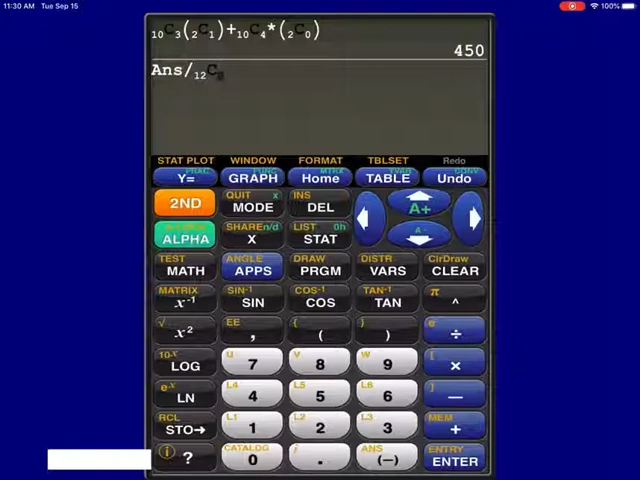 11:30 AM Tue Sep 15
100%
₁₀C₃(₂C₁)+₁₀C₄*(₂C₀)
450
Ans/₁₂C
STAT PLOT WINDOW FORMAT TBLSET Redo
Y= GRAPH Home TABLE Undo
QUIT x INS
2ND MODE DEL A+
SHARE n/d LIST 0h A-
ALPHA X STAT
TEST ANGLE DRAW DISTR ClrDraw
MATH APPS PRGM VARS CLEAR
MATRIX SIN-1 COS-1 TAN-1 π
x-1 SIN COS TAN ^
√ EE { } e
x2 , ( ) ÷
10x U V W [
LOG 7 8 9 ×
ex L4 L5 L6 ]
LN 4 5 6 —
RCL L1 L2 L3 MEM
STO→ 1 2 3 +
i CATALOG i ANS ENTRY
? 0 . (—) ENTER